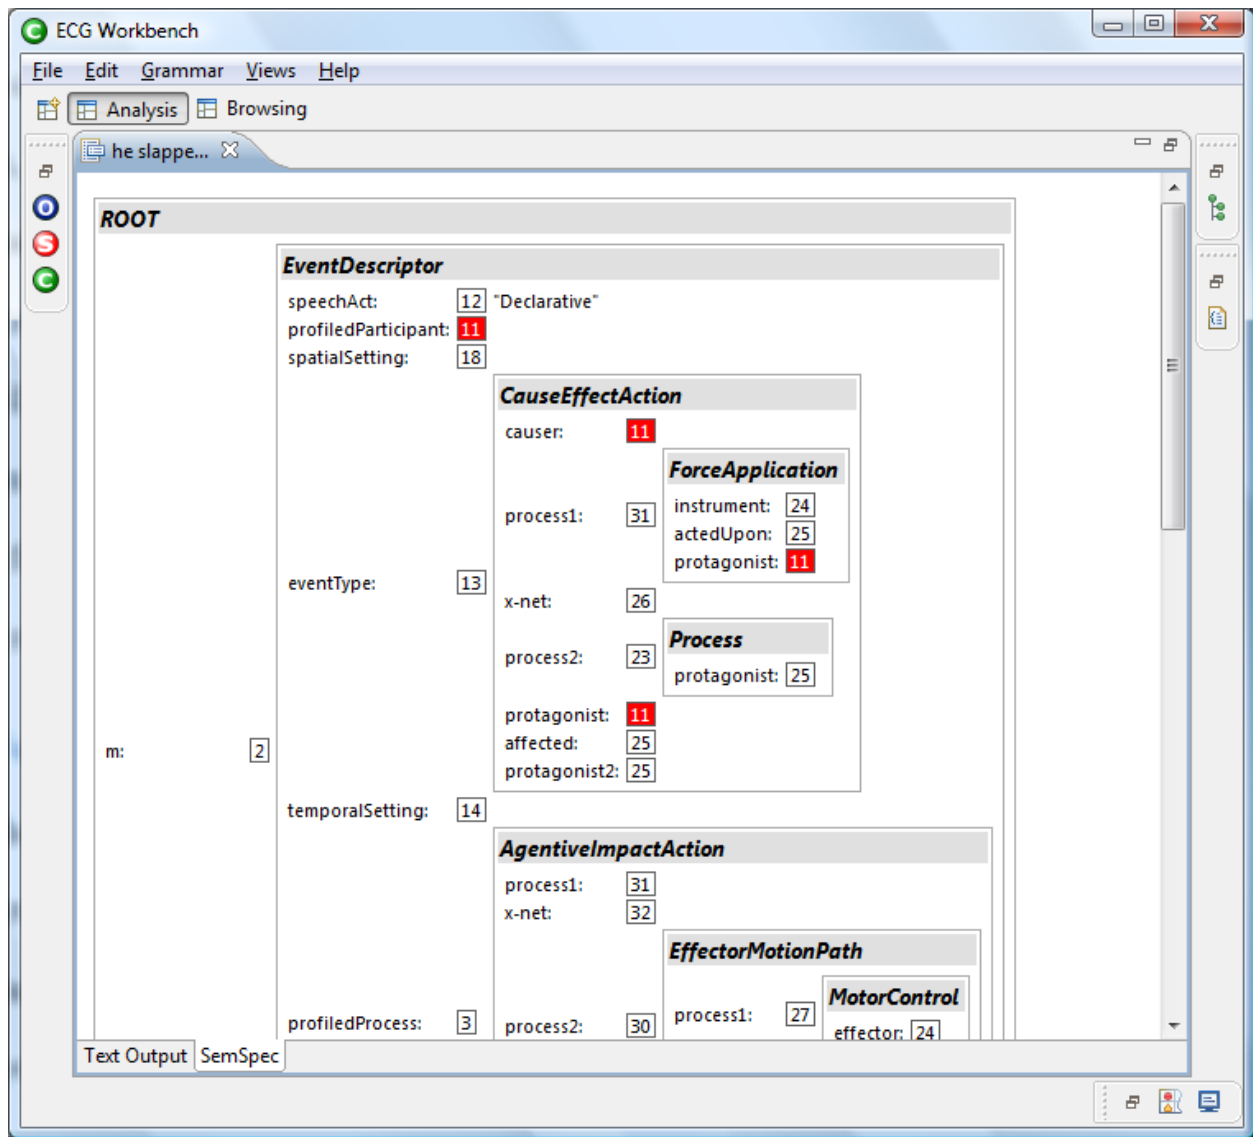 ECG Workbench
File Edit Grammar Views Help
Analysis Browsing
he slappe...
ROOT
EventDescriptor
speechAct: 12 "Declarative"
profiledParticipant: 11
spatialSetting: 18
CauseEffectAction
causer: 11
ForceApplication
instrument: 24
process1: 31
actedUpon: 25
protagonist: 11
eventType: 13
x-net: 26
Process
process2: 23
protagonist: 25
protagonist: 11
affected: 25
m: 2
protagonist2: 25
temporalSetting: 14
AgentiveImpactAction
process1: 31
x-net: 32
EffectorMotionPath
MotorControl
process1: 27
profiledProcess: 3
process2: 30
effector: 24
Text Output SemSpec